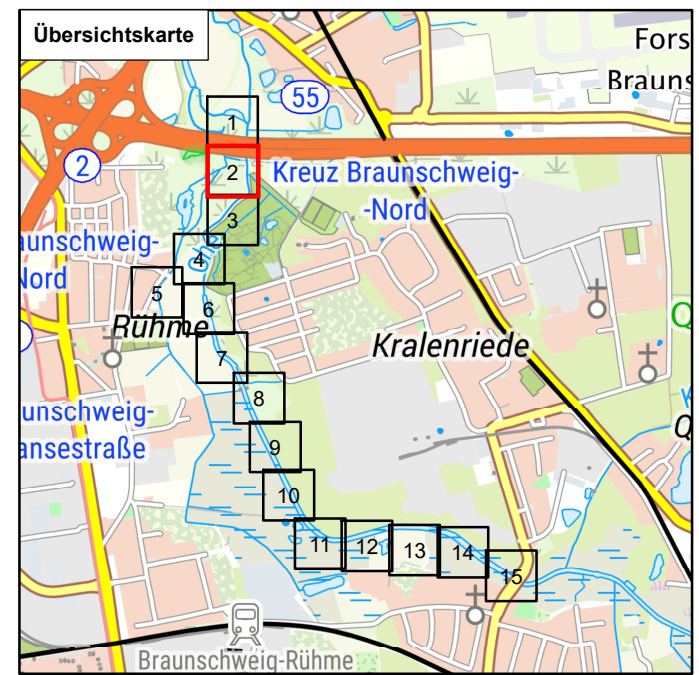 Übersichtskarte
Fors
Brauns
55
1
2
2
Kreuz Braunschweig-
-Nord
3
aunschweig-
Nord
4
5
6
Rühme
7
Kralenriede
Q
8
unschweig-
ansestraße
9
Q
10
11
12
13
14
15
Braunschweig-Rühme